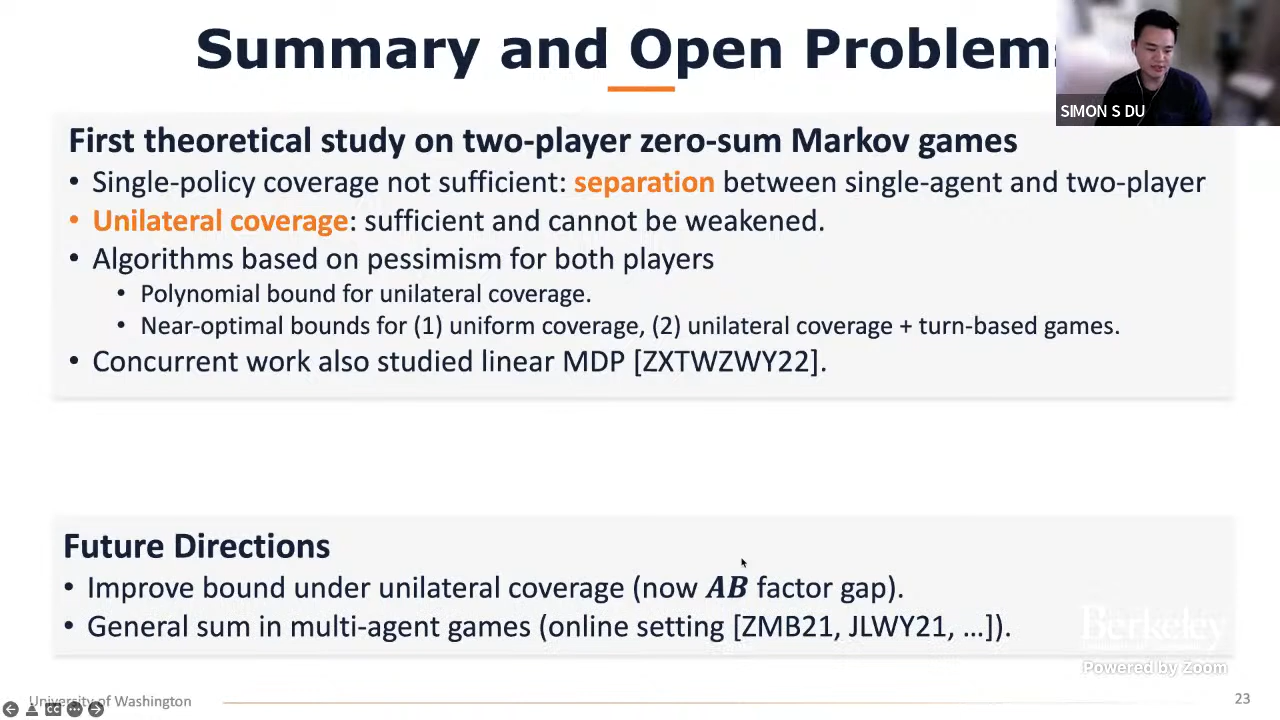 Summary and Open Problems
SIMON S DU
First theoretical study on two-player zero-sum Markov games
• Single-policy coverage not sufficient: separation between single-agent and two-player
• Unilateral coverage: sufficient and cannot be weakened.
• Algorithms based on pessimism for both players
• Polynomial bound for unilateral coverage.
• Near-optimal bounds for (1) uniform coverage, (2) unilateral coverage + turn-based games.
• Concurrent work also studied linear MDP [ZXTWZWY22].
Future Directions
• Improve bound under unilateral coverage (now AB factor gap).
• General sum in multi-agent games (online setting [ZMB21, JLWY21, …]).
Berkeley
Powered by Zoom
University of Washington
CC
23